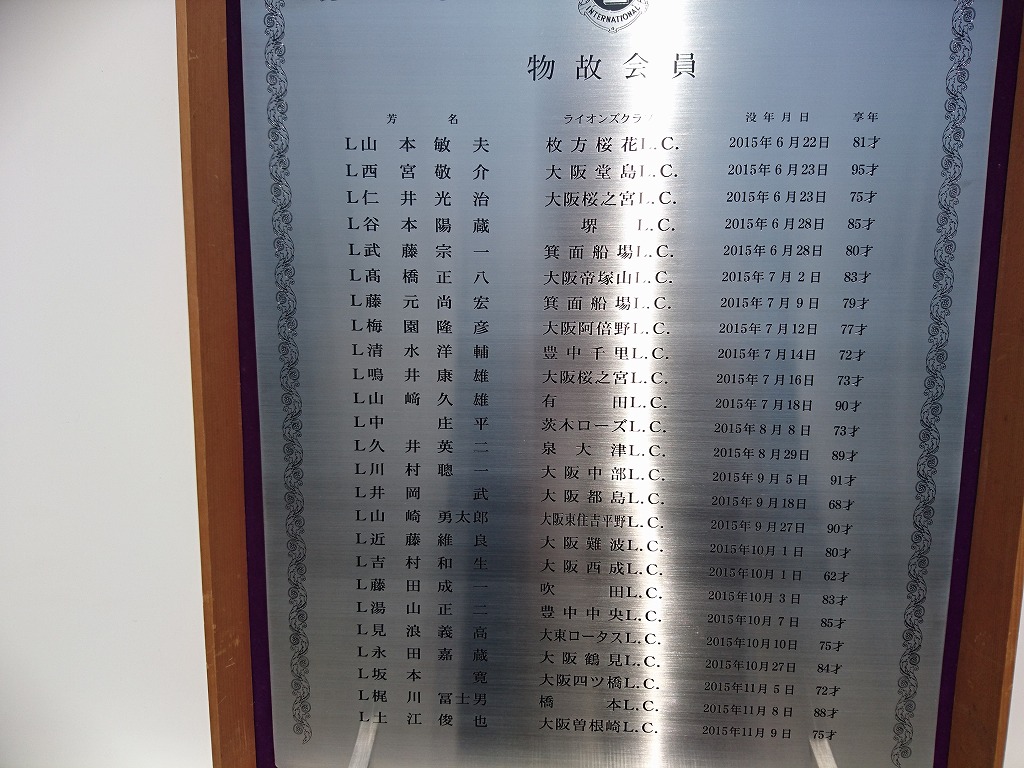 INTERNATIONAL
物故会員
芳名 ライオンズクラブ 没年月日 享年
L山本敏夫 枚方桜花L.C. 2015年6月22日 81才
L西宮敬介 大阪堂島L.C. 2015年6月23日 95才
L仁井光治 大阪桜之宮L.C. 2015年6月23日 75才
L谷本陽蔵 堺L.C. 2015年6月28日 85才
L武藤宗一 箕面船場L.C. 2015年6月28日 80才
L髙橋正八 大阪帝塚山L.C. 2015年7月2日 83才
L藤元尚宏 箕面船場L.C. 2015年7月9日 79才
L梅園隆彦 大阪阿倍野L.C. 2015年7月12日 77才
L清水洋輔 豊中千里L.C. 2015年7月14日 72才
L鳴井康雄 大阪桜之宮L.C. 2015年7月16日 73才
L山﨑久雄 有田L.C. 2015年7月18日 90才
L中庄平 茨木ローズL.C. 2015年8月8日 73才
L久井英二 泉大津L.C. 2015年8月29日 89才
L川村聰一 大阪中部L.C. 2015年9月5日 91才
L井岡武 大阪都島L.C. 2015年9月18日 68才
L山崎勇太郎 大阪東住吉平野L.C. 2015年9月27日 90才
L近藤維良 大阪難波L.C. 2015年10月1日 80才
L吉村和生 大阪西成L.C. 2015年10月1日 62才
L藤田成一 吹田L.C. 2015年10月3日 83才
L湯山正二 豊中中央L.C. 2015年10月7日 85才
L見浪義高 大東ロータスL.C. 2015年10月10日 75才
L永田嘉蔵 大阪鶴見L.C. 2015年10月27日 84才
L坂本寛 大阪四ツ橋L.C. 2015年11月5日 72才
L梶川冨士男 橋本L.C. 2015年11月8日 88才
L土江俊也 大阪曽根崎L.C. 2015年11月9日 75才